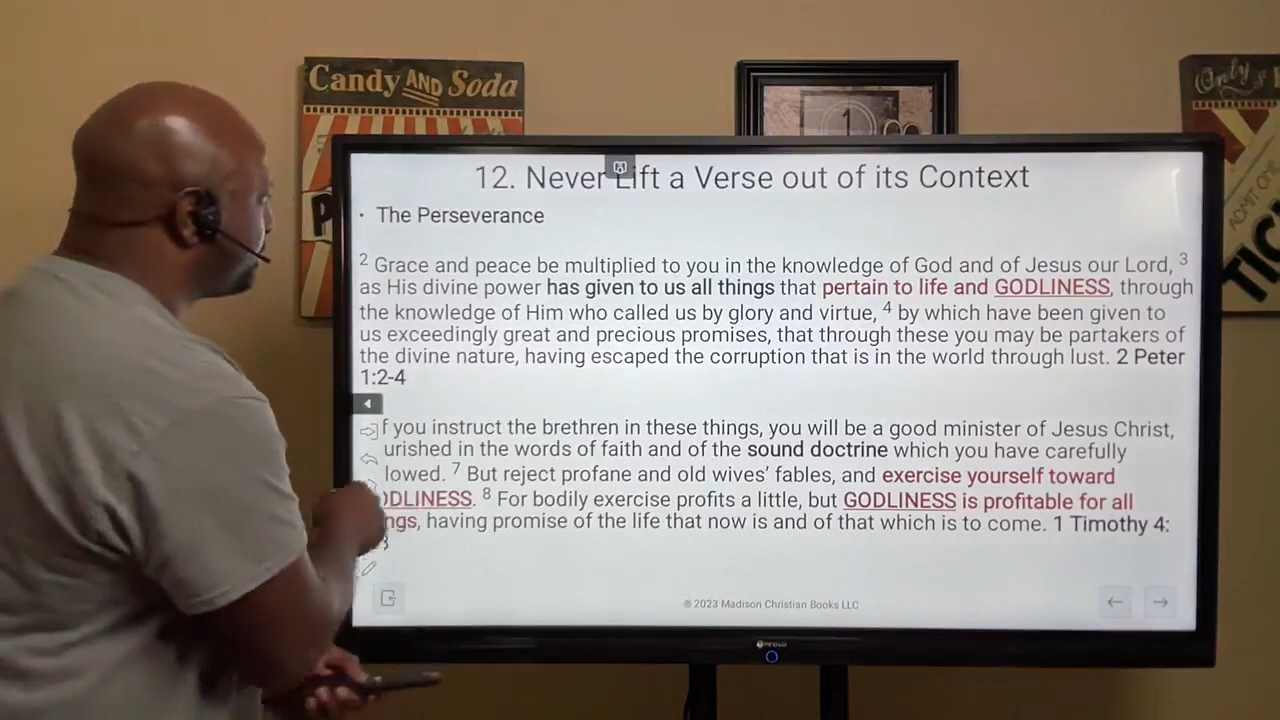 Candy AND Soda
Only
1
12. Never Lift a Verse out of its Context
• The Perseverance
2 Grace and peace be multiplied to you in the knowledge of God and of Jesus our Lord, 3
as His divine power has given to us all things that pertain to life and GODLINESS, through
the knowledge of Him who called us by glory and virtue, 4 by which have been given to
us exceedingly great and precious promises, that through these you may be partakers of
the divine nature, having escaped the corruption that is in the world through lust. 2 Peter
1:2-4
f you instruct the brethren in these things, you will be a good minister of Jesus Christ,
urished in the words of faith and of the sound doctrine which you have carefully
lowed. 7 But reject profane and old wives' fables, and exercise yourself toward
DLINESS. 8 For bodily exercise profits a little, but GODLINESS is profitable for all
ngs, having promise of the life that now is and of that which is to come. 1 Timothy 4:
© 2023 Madison Christian Books LLC
ADMIT ONE
TIC